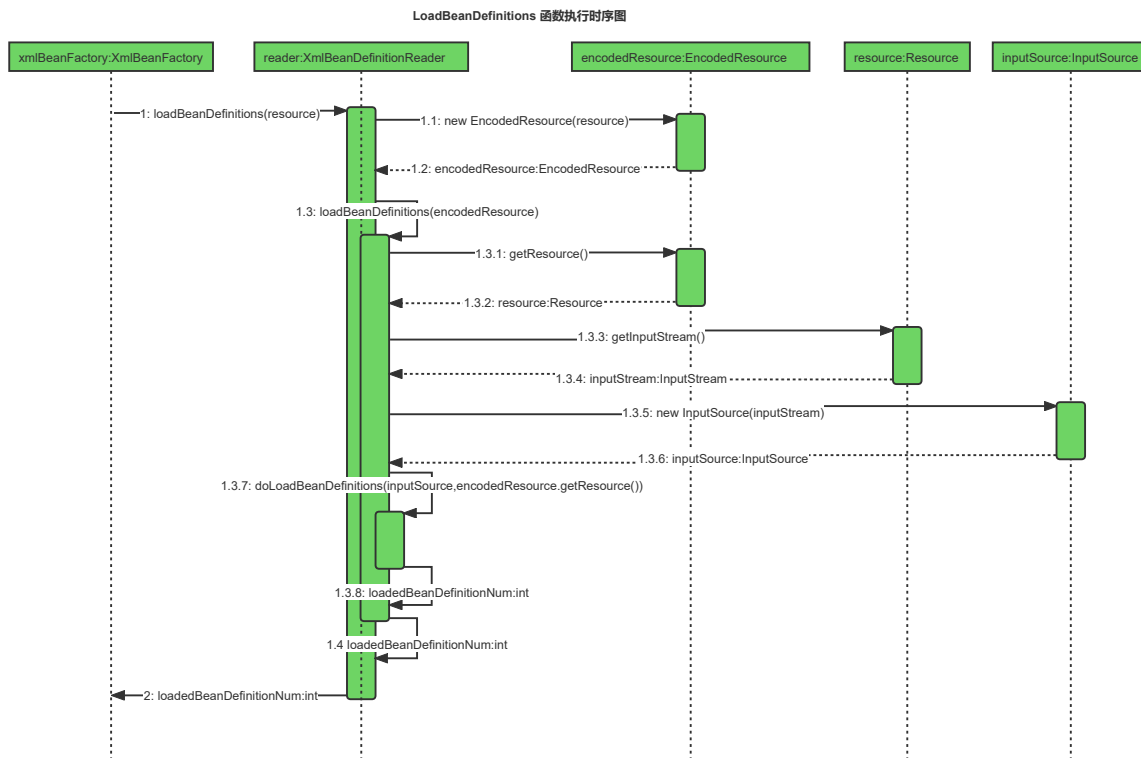 LoadBeanDefinitions 函数执行时序图
xmlBeanFactory:XmlBeanFactory
reader:XmlBeanDefinitionReader
encodedResource:EncodedResource
resource:Resource
inputSource:InputSource
1: loadBeanDefinitions(resource)
1.1: new EncodedResource(resource)
1.2: encodedResource:EncodedResource
1.3: loadBeanDefinitions(encodedResource)
1.3.1: getResource()
1.3.2: resource:Resource
1.3.3: getInputStream()
1.3.4: inputStream:InputStream
1.3.5: new InputSource(inputStream)
1.3.6: inputSource:InputSource
1.3.7: doLoadBeanDefinitions(inputSource,encodedResource.getResource())
1.3.8: loadedBeanDefinitionNum:int
1.4 loadedBeanDefinitionNum:int
2: loadedBeanDefinitionNum:int